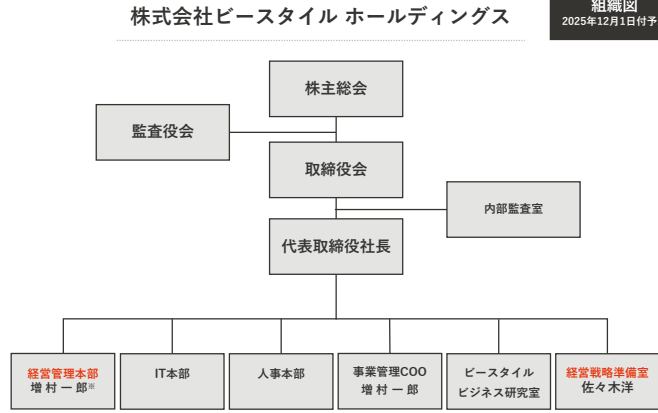 株式会社ビースタイル ホールディングス
組織図
2025年12月1日付予
株主総会
監査役会
取締役会
内部監査室
代表取締役社長
経営管理本部
増村一郎※
IT本部
人事本部
事業管理COO
増村一郎
ビースタイル
ビジネス研究室
経営戦略準備室
佐々木洋